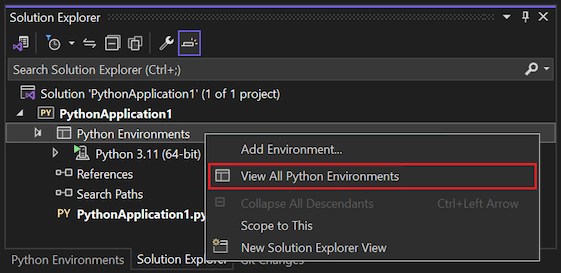 Solution Explorer
Search Solution Explorer (Ctrl+;)
Solution 'PythonApplication1' (1 of 1 project)
PY PythonApplication1
Python Environments
Python 3.11 (64-bit)
References
Search Paths
PY PythonApplication1.py
Add Environment...
View All Python Environments
Collapse All Descendants Ctrl+Left Arrow
Scope to This
New Solution Explorer View
Python Environments Solution Explorer Git Changes